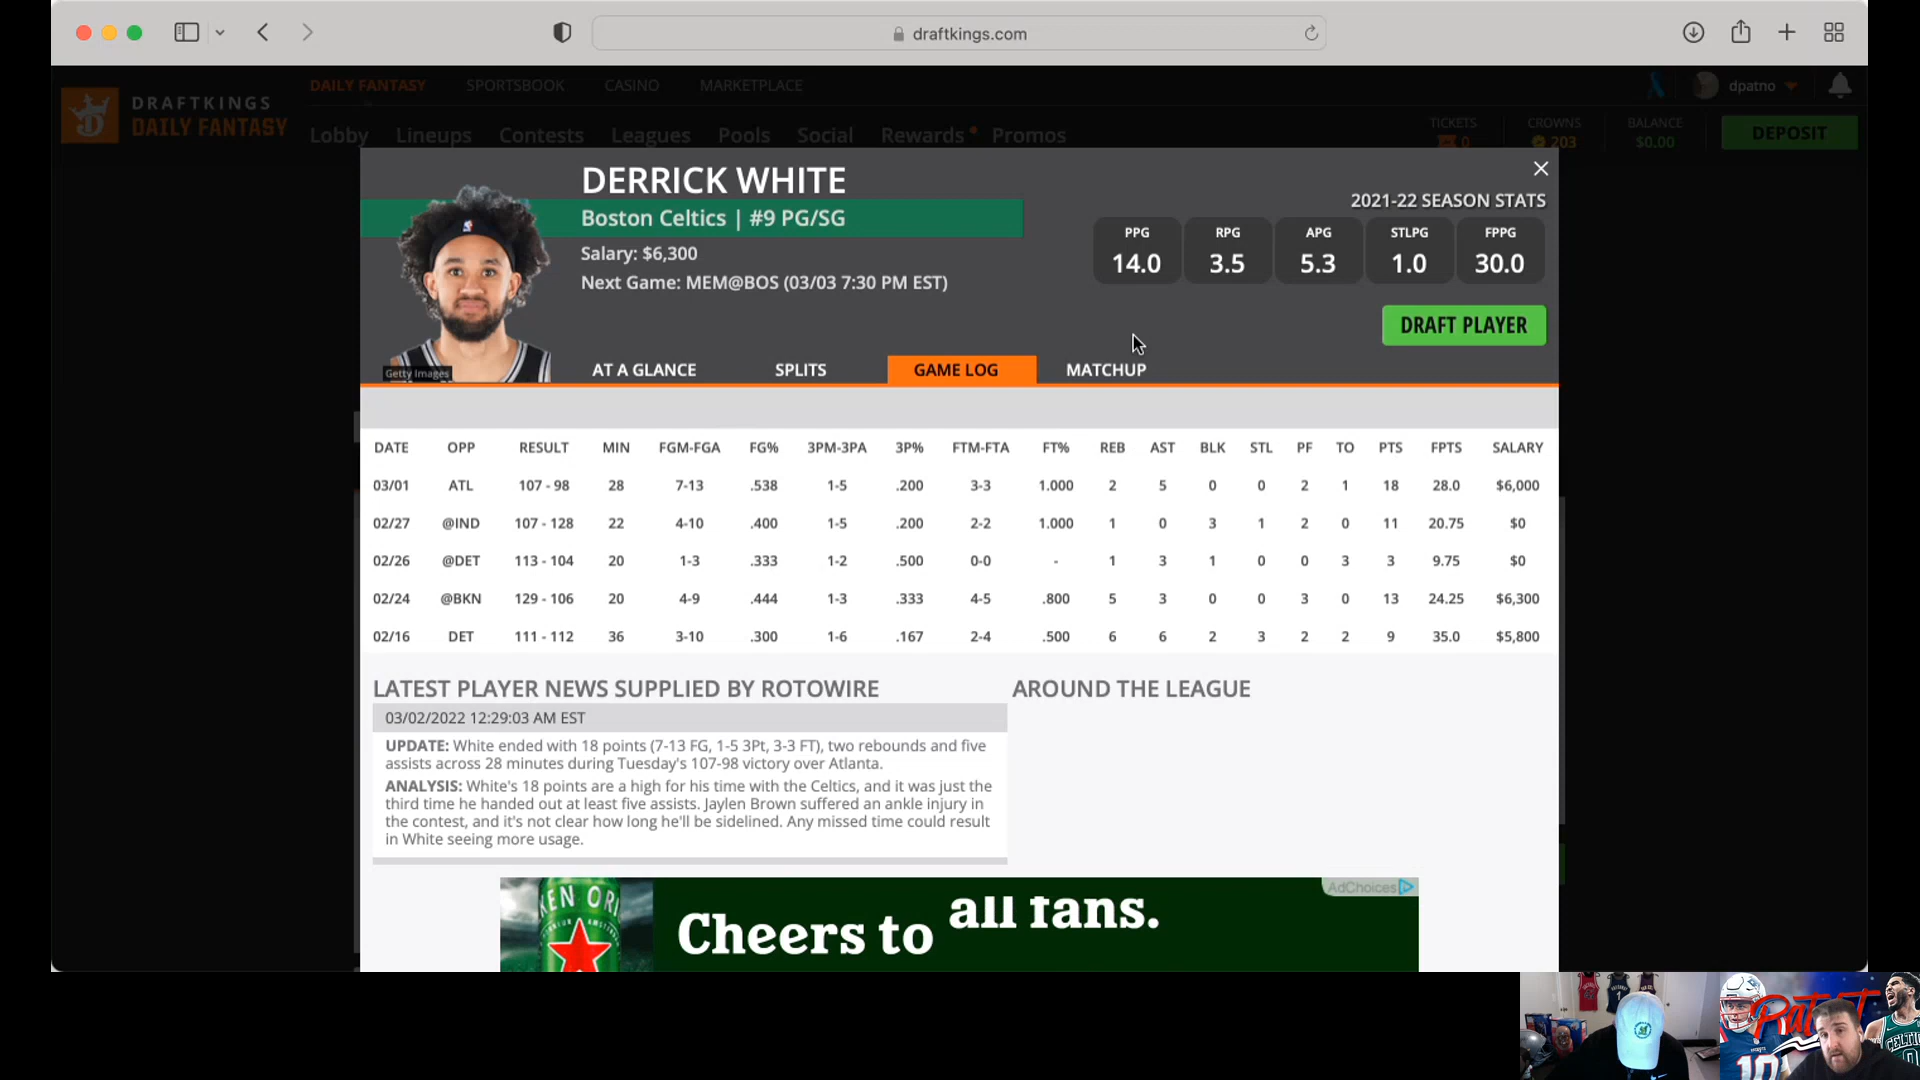 draftkings.com
DRAFTKINGS
DAILY FANTASY
DAILY FANTASY SPORTSBOOK CASINO MARKETPLACE
dpatno
Lobby Lineups Contests Leagues Pools Social Rewards Promos
TICKETS CROWNS BALANCE
0 203 $0.00
DEPOSIT
DERRICK WHITE
Boston Celtics | #9 PG/SG
Salary: $6,300
Next Game: MEM@BOS (03/03 7:30 PM EST)
2021-22 SEASON STATS
PPG RPG APG STLPG FPPG
14.0 3.5 5.3 1.0 30.0
DRAFT PLAYER
Getty Images
AT A GLANCE SPLITS GAME LOG MATCHUP
DATE OPP RESULT MIN FGM-FGA FG% 3PM-3PA 3P% FTM-FTA FT% REB AST BLK STL PF TO PTS FPTS SALARY
03/01 ATL 107 - 98 28 7-13 .538 1-5 .200 3-3 1.000 2 5 0 0 2 1 18 28.0 $6,000
02/27 @IND 107 - 128 22 4-10 .400 1-5 .200 2-2 1.000 1 0 3 1 2 0 11 20.75 $0
02/26 @DET 113 - 104 20 1-3 .333 1-2 .500 0-0 - 1 3 1 0 0 3 3 9.75 $0
02/24 @BKN 129 - 106 20 4-9 .444 1-3 .333 4-5 .800 5 3 0 0 3 0 13 24.25 $6,300
02/16 DET 111 - 112 36 3-10 .300 1-6 .167 2-4 .500 6 6 2 3 2 2 9 35.0 $5,800
LATEST PLAYER NEWS SUPPLIED BY ROTOWIRE
AROUND THE LEAGUE
03/02/2022 12:29:03 AM EST
UPDATE: White ended with 18 points (7-13 FG, 1-5 3Pt, 3-3 FT), two rebounds and five
assists across 28 minutes during Tuesday's 107-98 victory over Atlanta.
ANALYSIS: White's 18 points are a high for his time with the Celtics, and it was just the
third time he handed out at least five assists. Jaylen Brown suffered an ankle injury in
the contest, and it's not clear how long he'll be sidelined. Any missed time could result
in White seeing more usage.
AdChoices
Cheers to all fans.